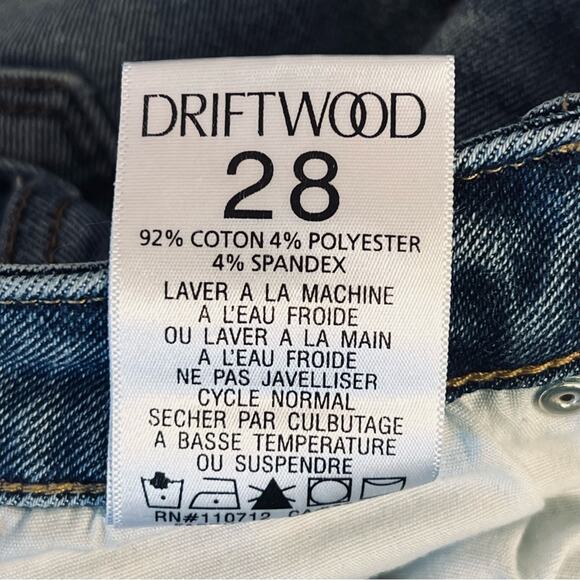 DRIFTWOOD
28
92% COTON 4% POLYESTER
4% SPANDEX
LAVER A LA MACHINE
A L'EAU FROIDE
OU LAVER A LA MAIN
A L'EAU FROIDE
NE PAS JAVELLISER
CYCLE NORMAL
SECHER PAR CULBUTAGE
A BASSE TEMPERATURE
OU SUSPENDRE
RN#110712